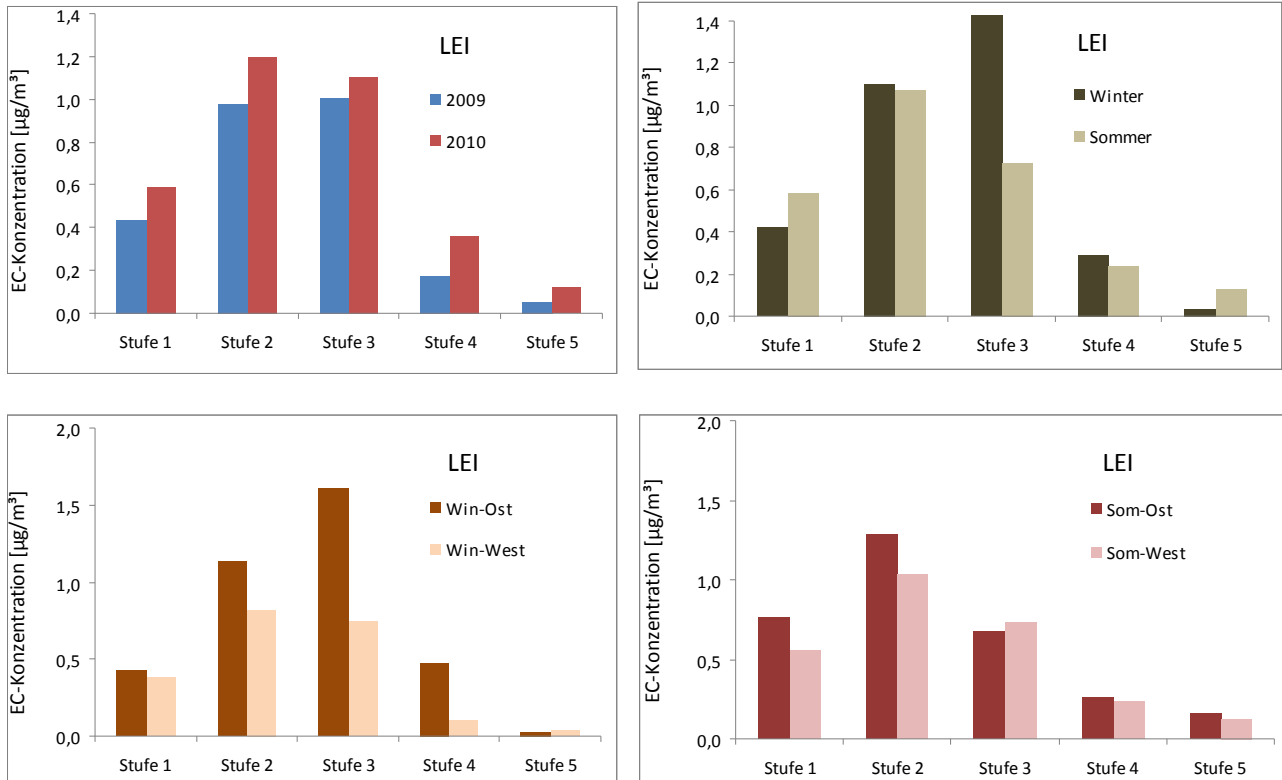 EC-Konzentration [µg/m³]
1,4
1,2
1,0
0,8
0,6
0,4
0,2
0,0
LEI
2009
2010
Stufe 1 Stufe 2 Stufe 3 Stufe 4 Stufe 5
EC-Konzentration [µg/m³]
1,4
1,2
1,0
0,8
0,6
0,4
0,2
0,0
LEI
Winter
Sommer
Stufe 1 Stufe 2 Stufe 3 Stufe 4 Stufe 5
EC-Konzentration [µg/m³]
2,0
1,5
1,0
0,5
0,0
LEI
Win-Ost
Win-West
Stufe 1 Stufe 2 Stufe 3 Stufe 4 Stufe 5
EC-Konzentration [µg/m³]
2,0
1,5
1,0
0,5
0,0
LEI
Som-Ost
Som-West
Stufe 1 Stufe 2 Stufe 3 Stufe 4 Stufe 5